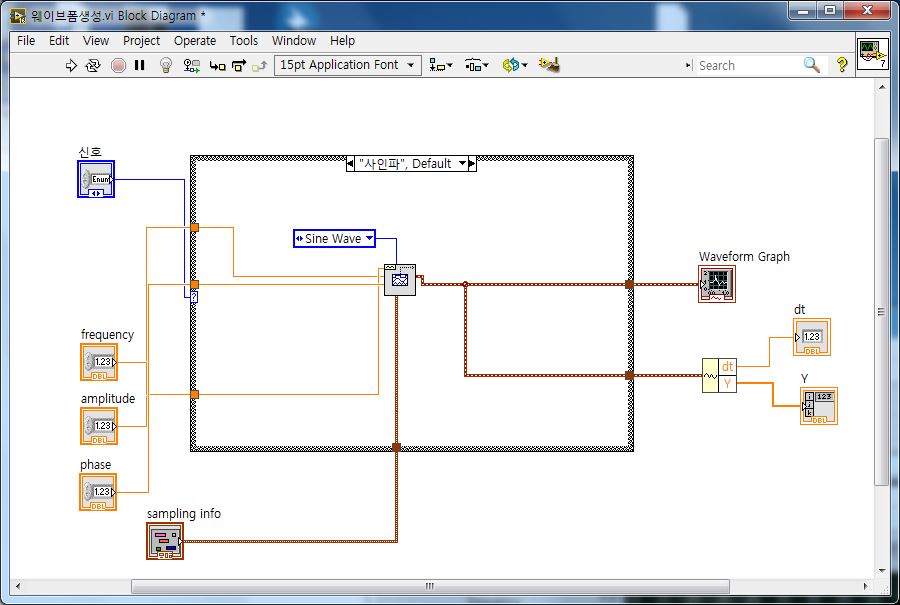 웨이브폼생성.vi Block Diagram *
File Edit View Project Operate Tools Window Help
15pt Application Font
Search
?
7
신호
Enum
"사인파", Default
Sine Wave
?
Waveform Graph
dt
1.23
DBL
frequency
1.23
DBL
dt
Y
Y
i 123
j
k
DBL
amplitude
1.23
DBL
phase
1.23
DBL
sampling info